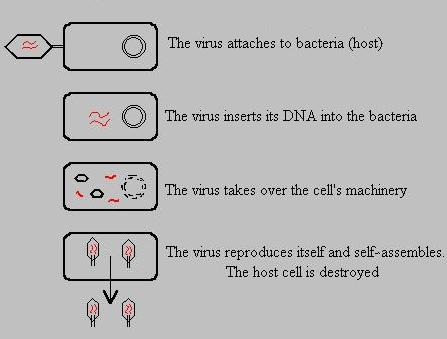 The virus attaches to bacteria (host)
The virus inserts its DNA into the bacteria
The virus takes over the cell's machinery
The virus reproduces itself and self-assembles.
The host cell is destroyed